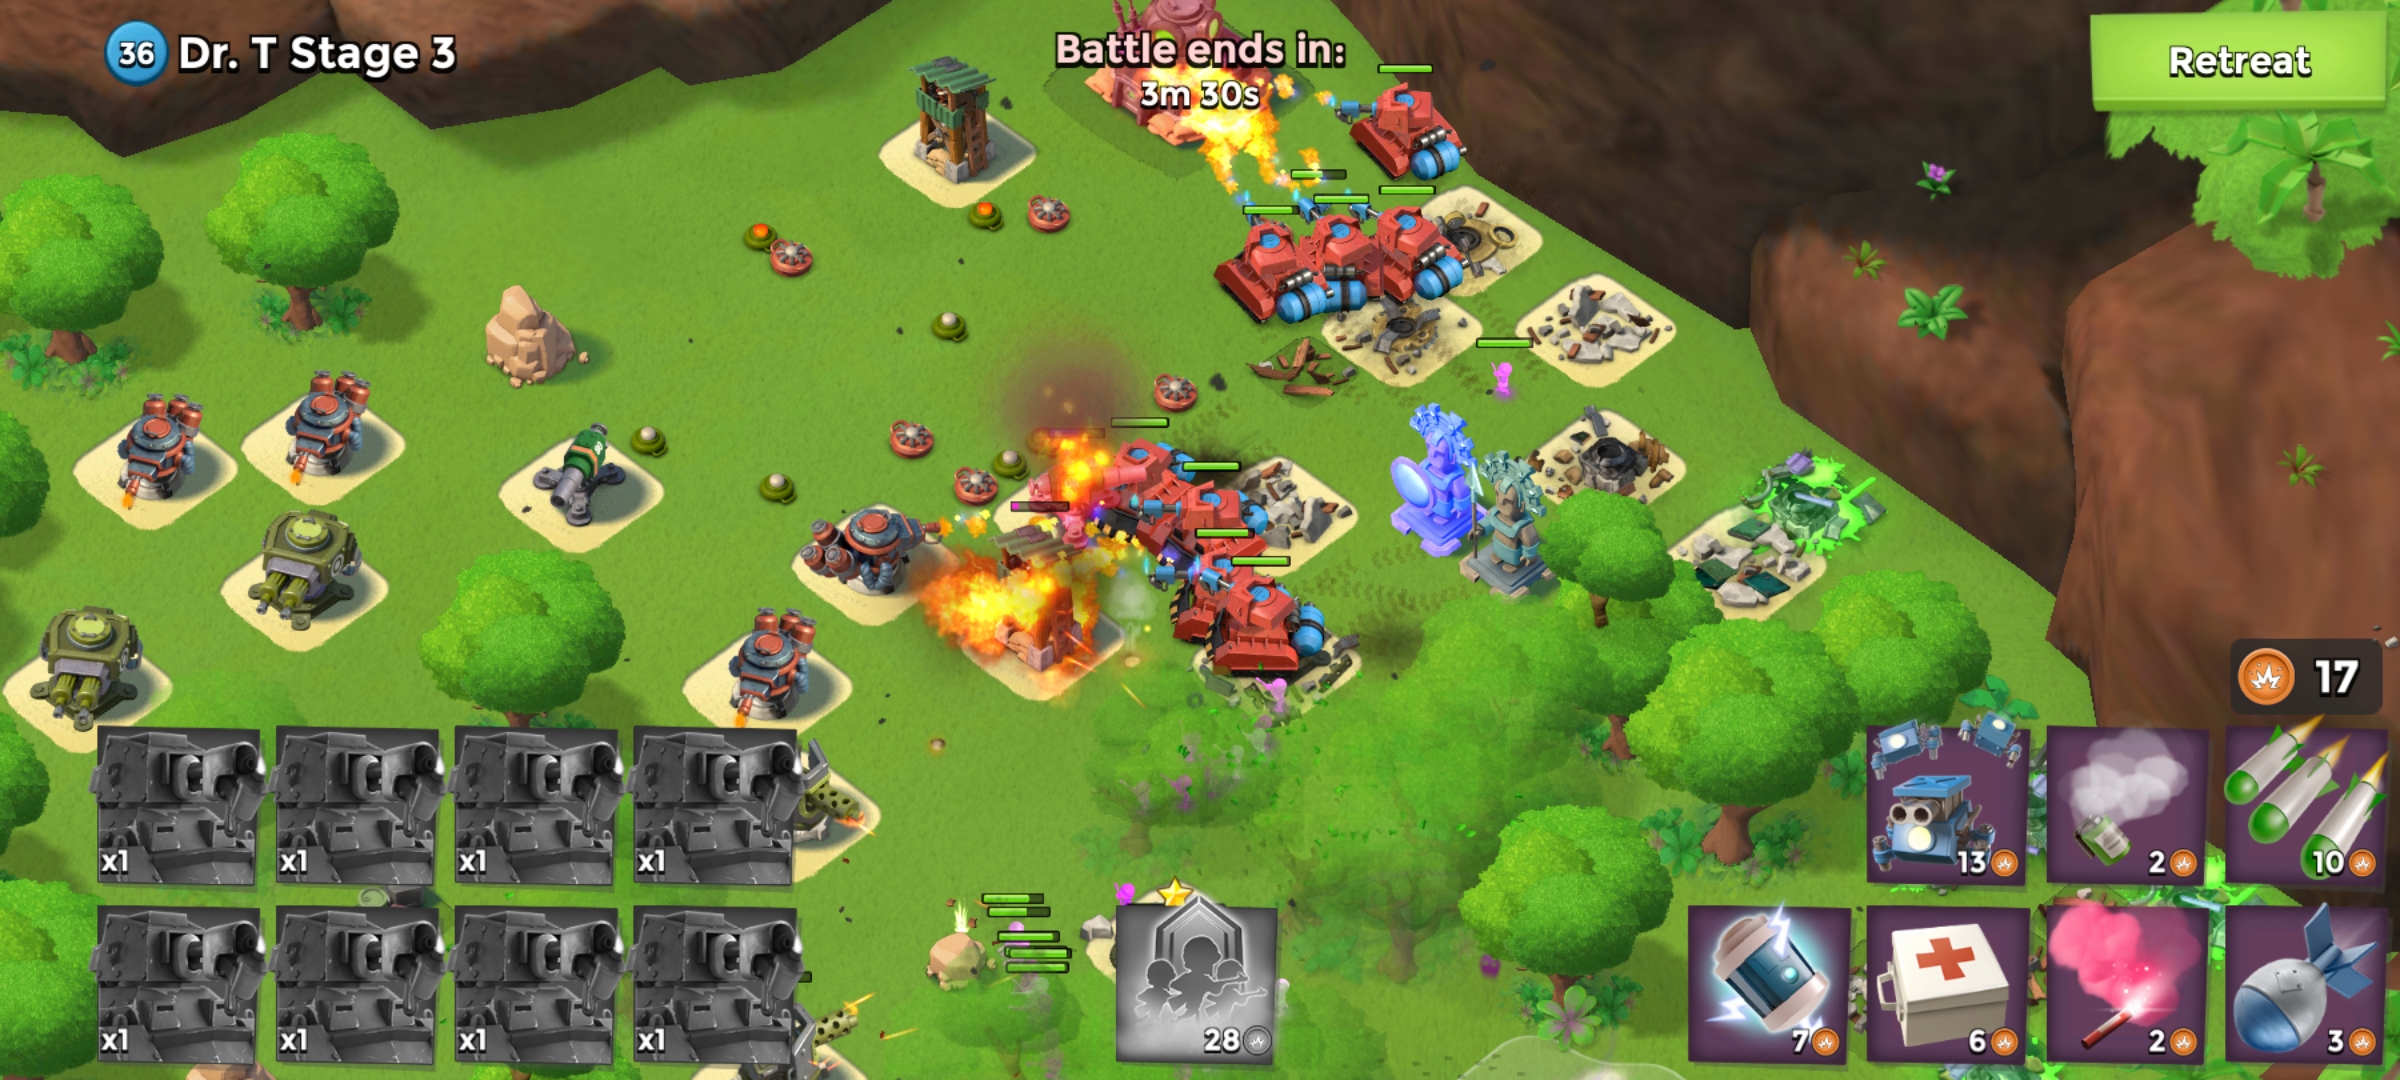 36 Dr. T Stage 3
Battle ends in:
3m 30s
Retreat
17
13
2
10
x1
x1
x1
x1
x1
x1
x1
x1
28
7
6
2
3